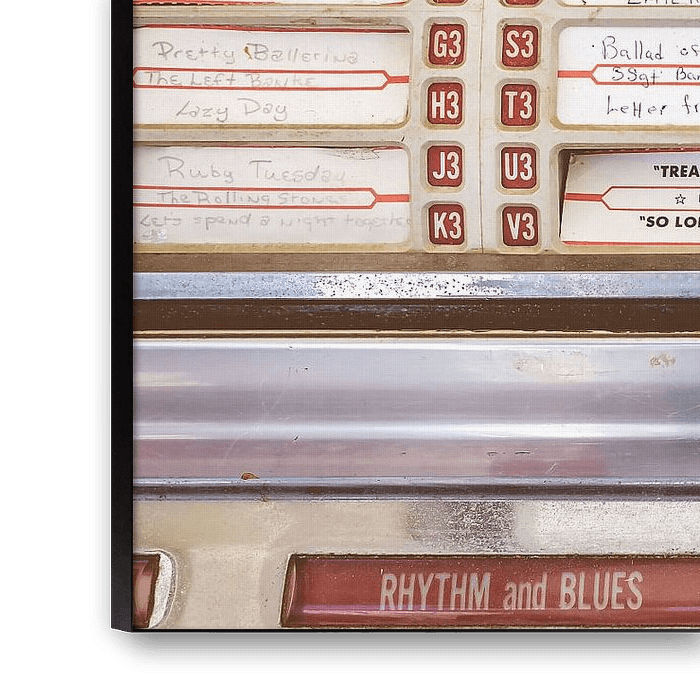 Pretty Ballerina
The Left Banke
Lazy Day
G3
H3
S3
T3
Ballad of
SSgt Ba
Letter fr
Ruby Tuesday
The Rolling Stones
Let's spend a night together
J3
K3
U3
V3
"TREA
☆
"SO LO
RHYTHM and BLUES